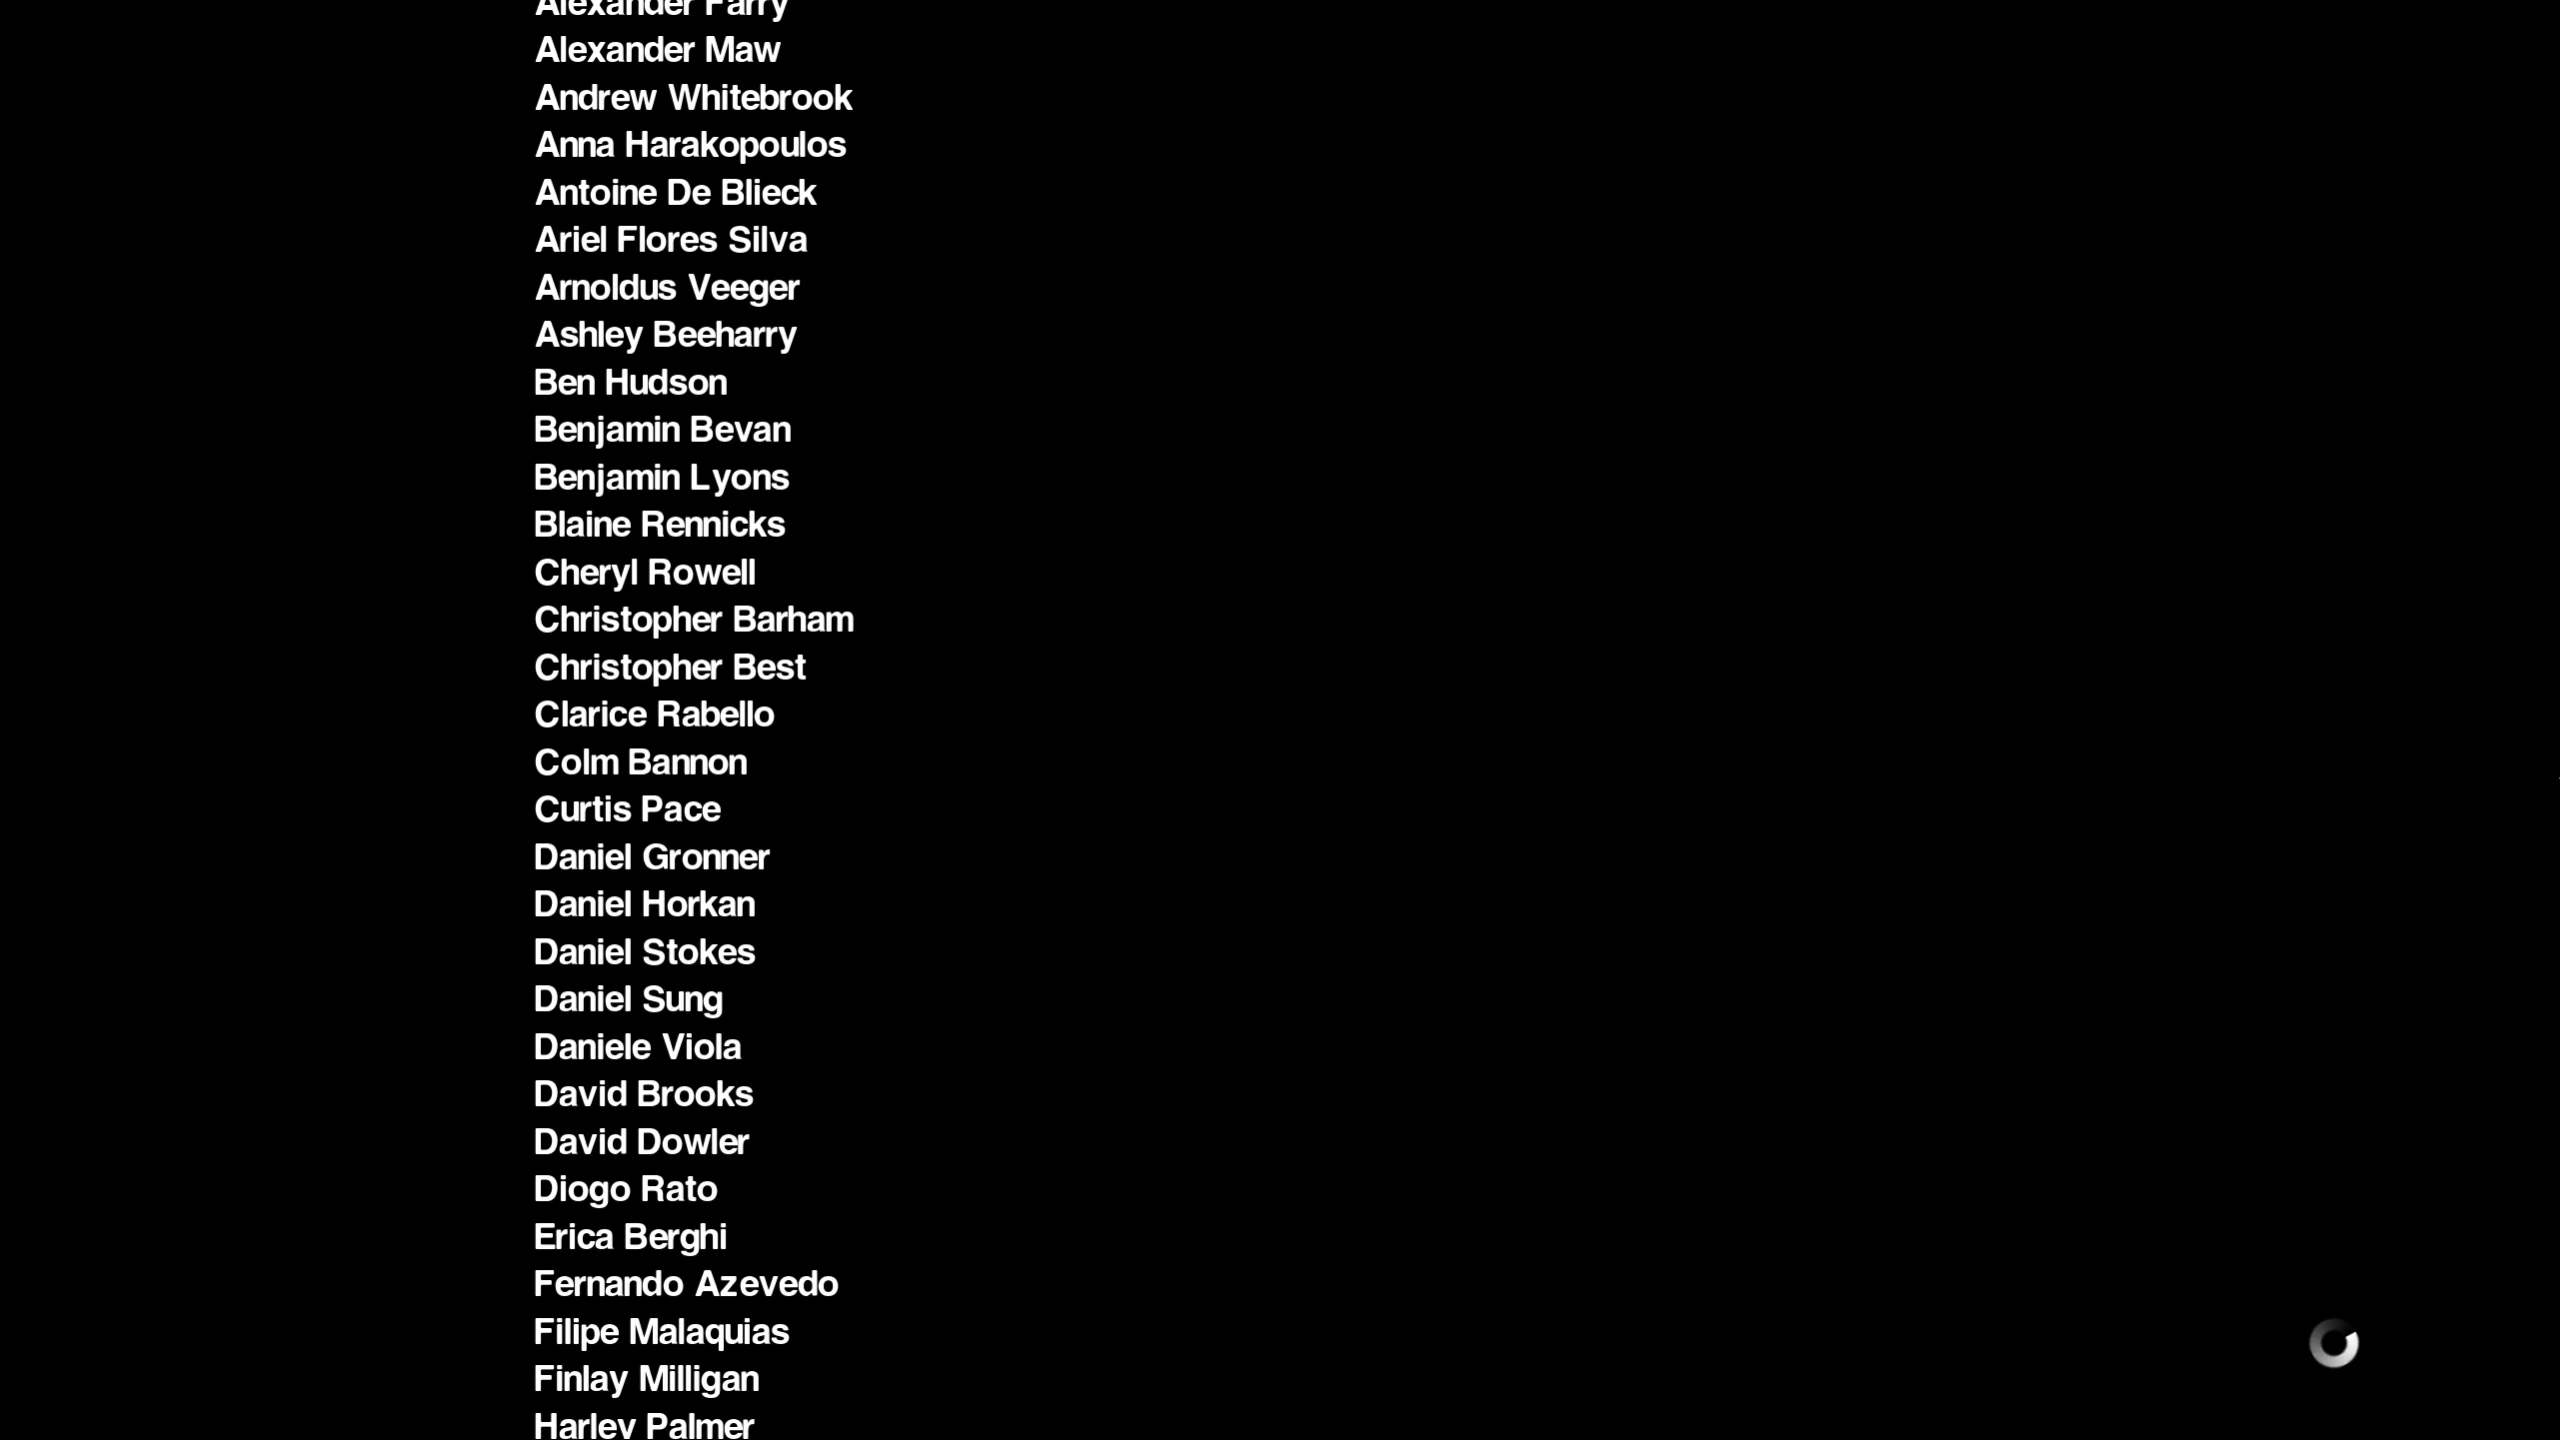 Alexander Farry
Alexander Maw
Andrew Whitebrook
Anna Harakopoulos
Antoine De Blieck
Ariel Flores Silva
Arnoldus Veeger
Ashley Beeharry
Ben Hudson
Benjamin Bevan
Benjamin Lyons
Blaine Rennicks
Cheryl Rowell
Christopher Barham
Christopher Best
Clarice Rabello
Colm Bannon
Curtis Pace
Daniel Gronner
Daniel Horkan
Daniel Stokes
Daniel Sung
Daniele Viola
David Brooks
David Dowler
Diogo Rato
Erica Berghi
Fernando Azevedo
Filipe Malaquias
Finlay Milligan
Harley Palmer